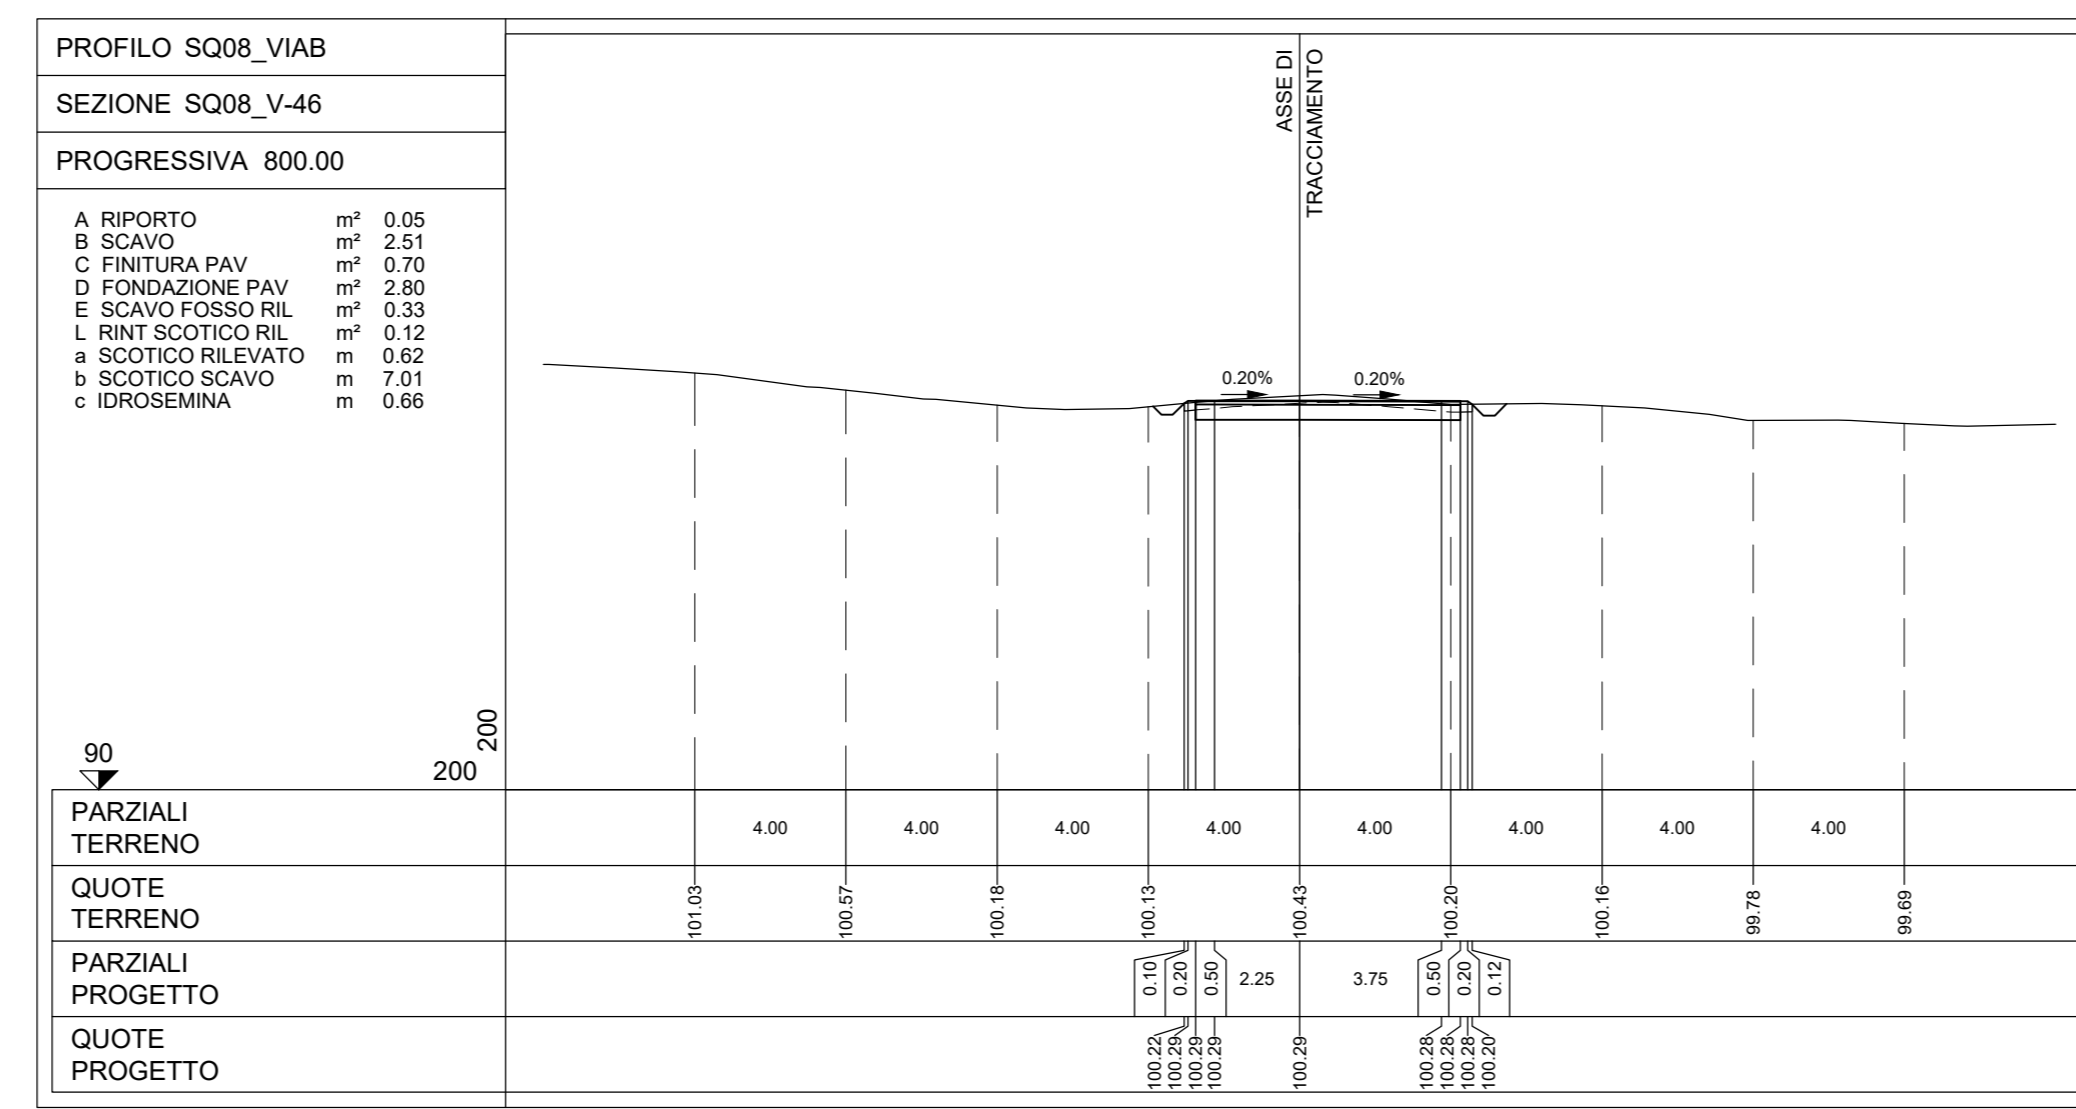 PROFILO SQ08_VIAB
SEZIONE SQ08_V-46
PROGRESSIVA 800.00
A RIPORTO m² 0.05
B SCAVO m² 2.51
C FINITURA PAV m² 0.70
D FONDAZIONE PAV m² 2.80
E SCAVO FOSSO RIL m² 0.33
L RINT SCOTICO RIL m² 0.12
a SCOTICO RILEVATO m 0.62
b SCOTICO SCAVO m 7.01
c IDROSEMINA m 0.66
ASSE DI
TRACCIAMENTO
0.20% 0.20%
90
200
200
PARZIALI
TERRENO
4.00 4.00 4.00 4.00 4.00 4.00 4.00 4.00
QUOTE
TERRENO
101.03 100.57 100.18 100.13 100.43 100.20 100.16 99.78 99.69
PARZIALI
PROGETTO
0.10 0.20 0.50 2.25 3.75 0.50 0.20 0.12
QUOTE
PROGETTO
100.22 100.29 100.29 100.29 100.29 100.28 100.28 100.28 100.20